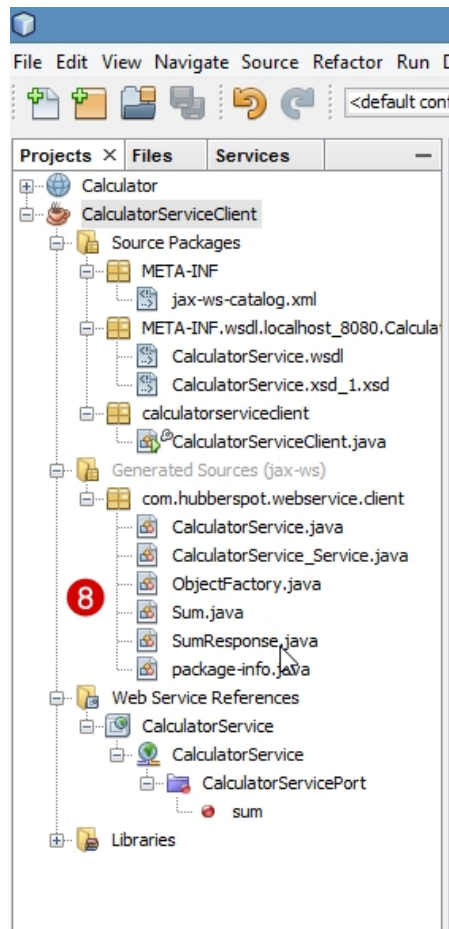 File Edit View Navigate Source Refactor Run
<default con
Projects × Files Services
Calculator
CalculatorServiceClient
Source Packages
META-INF
jax-ws-catalog.xml
META-INF.wsdl.localhost_8080.Calcula
CalculatorService.wsdl
CalculatorService.xsd_1.xsd
calculatorserviceclient
CalculatorServiceClient.java
Generated Sources (jax-ws)
com.hubberspot.webservice.client
CalculatorService.java
CalculatorService_Service.java
ObjectFactory.java
8 Sum.java
SumResponse.java
package-info.java
Web Service References
CalculatorService
CalculatorService
CalculatorServicePort
sum
Libraries